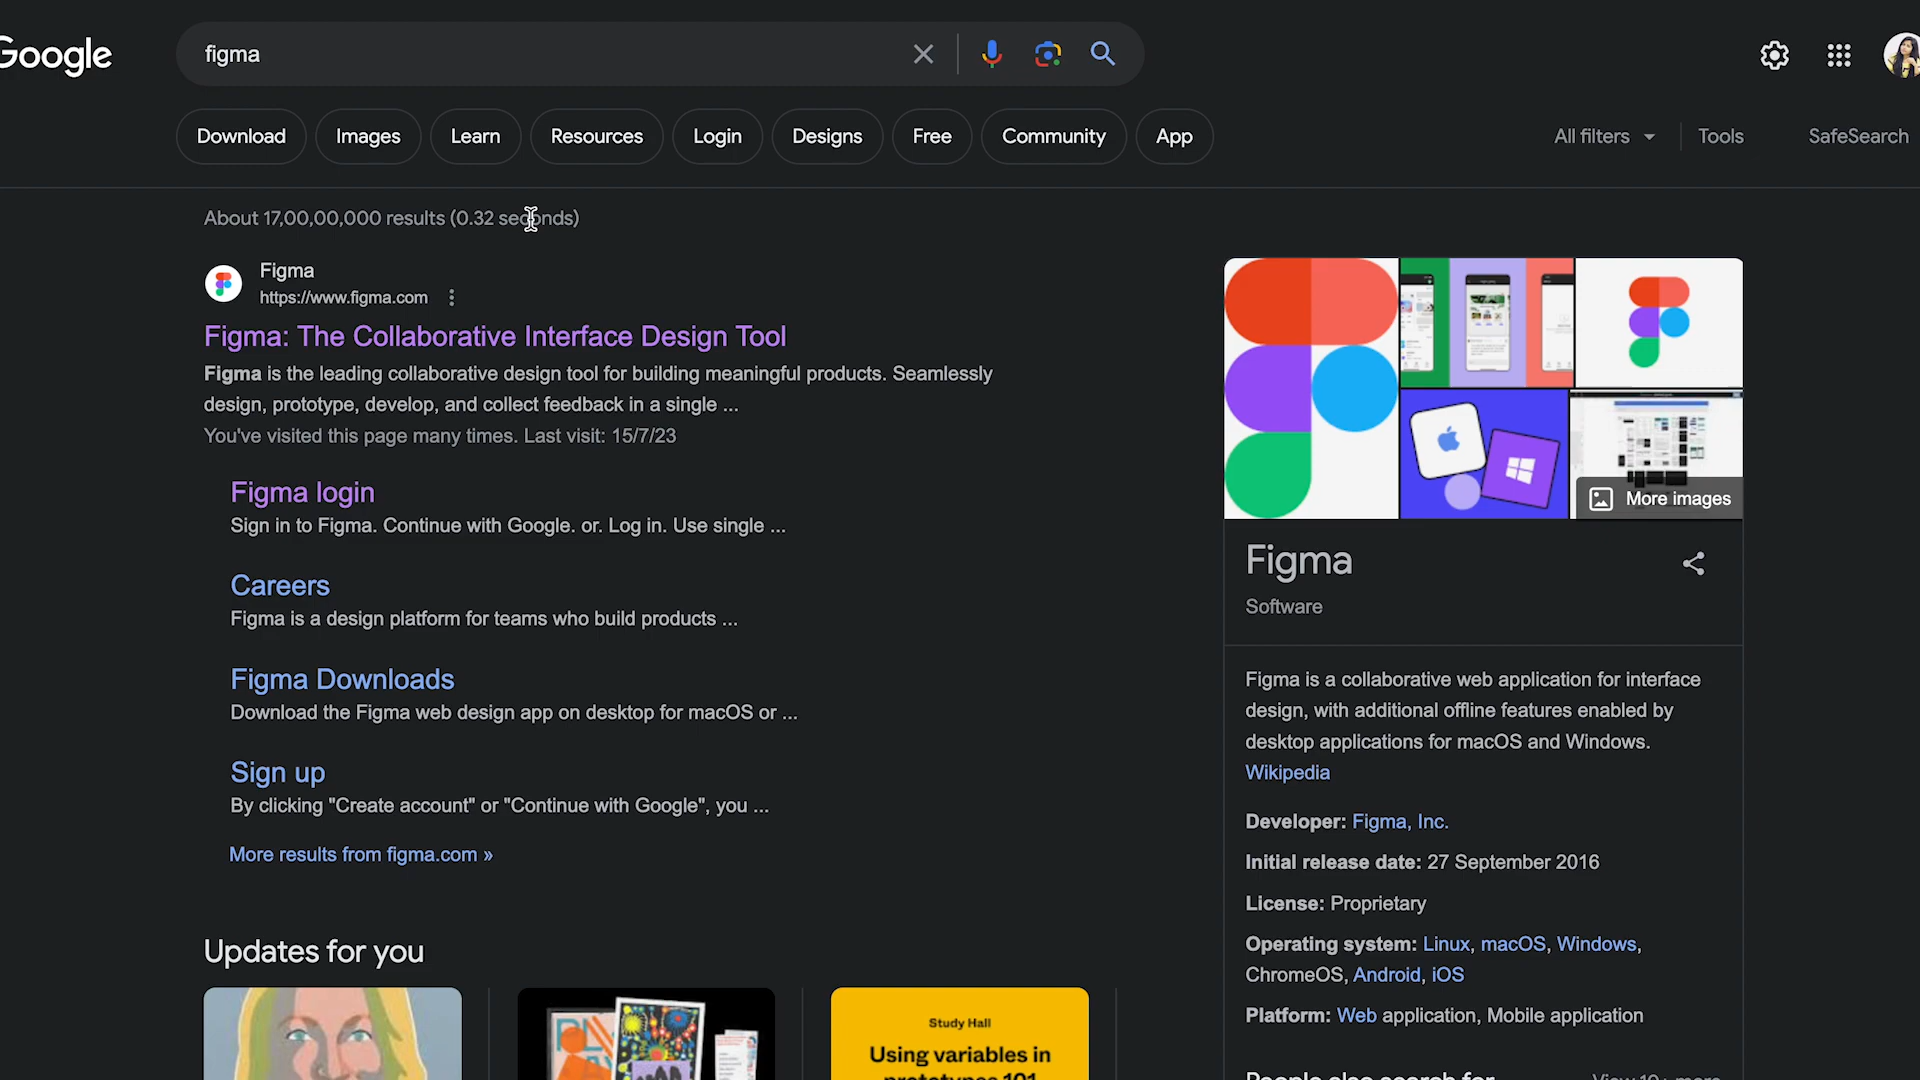 Google
figma
Download
Images
Learn
Resources
Login
Designs
Free
Community
App
All filters
Tools
SafeSearch
About 17,00,00,000 results (0.32 seconds)
Figma
https://www.figma.com
Figma: The Collaborative Interface Design Tool
Figma is the leading collaborative design tool for building meaningful products. Seamlessly
design, prototype, develop, and collect feedback in a single ...
You've visited this page many times. Last visit: 15/7/23
Figma login
Sign in to Figma. Continue with Google. or. Log in. Use single ...
Careers
Figma is a design platform for teams who build products ...
Figma Downloads
Download the Figma web design app on desktop for macOS or ...
Sign up
By clicking "Create account" or "Continue with Google", you ...
More results from figma.com »
Updates for you
Study Hall
Using variables in
prototypes 101
More images
Figma
Software
Figma is a collaborative web application for interface
design, with additional offline features enabled by
desktop applications for macOS and Windows.
Wikipedia
Developer: Figma, Inc.
Initial release date: 27 September 2016
License: Proprietary
Operating system: Linux, macOS, Windows,
ChromeOS, Android, iOS
Platform: Web application, Mobile application
People also search for
View 10+ more